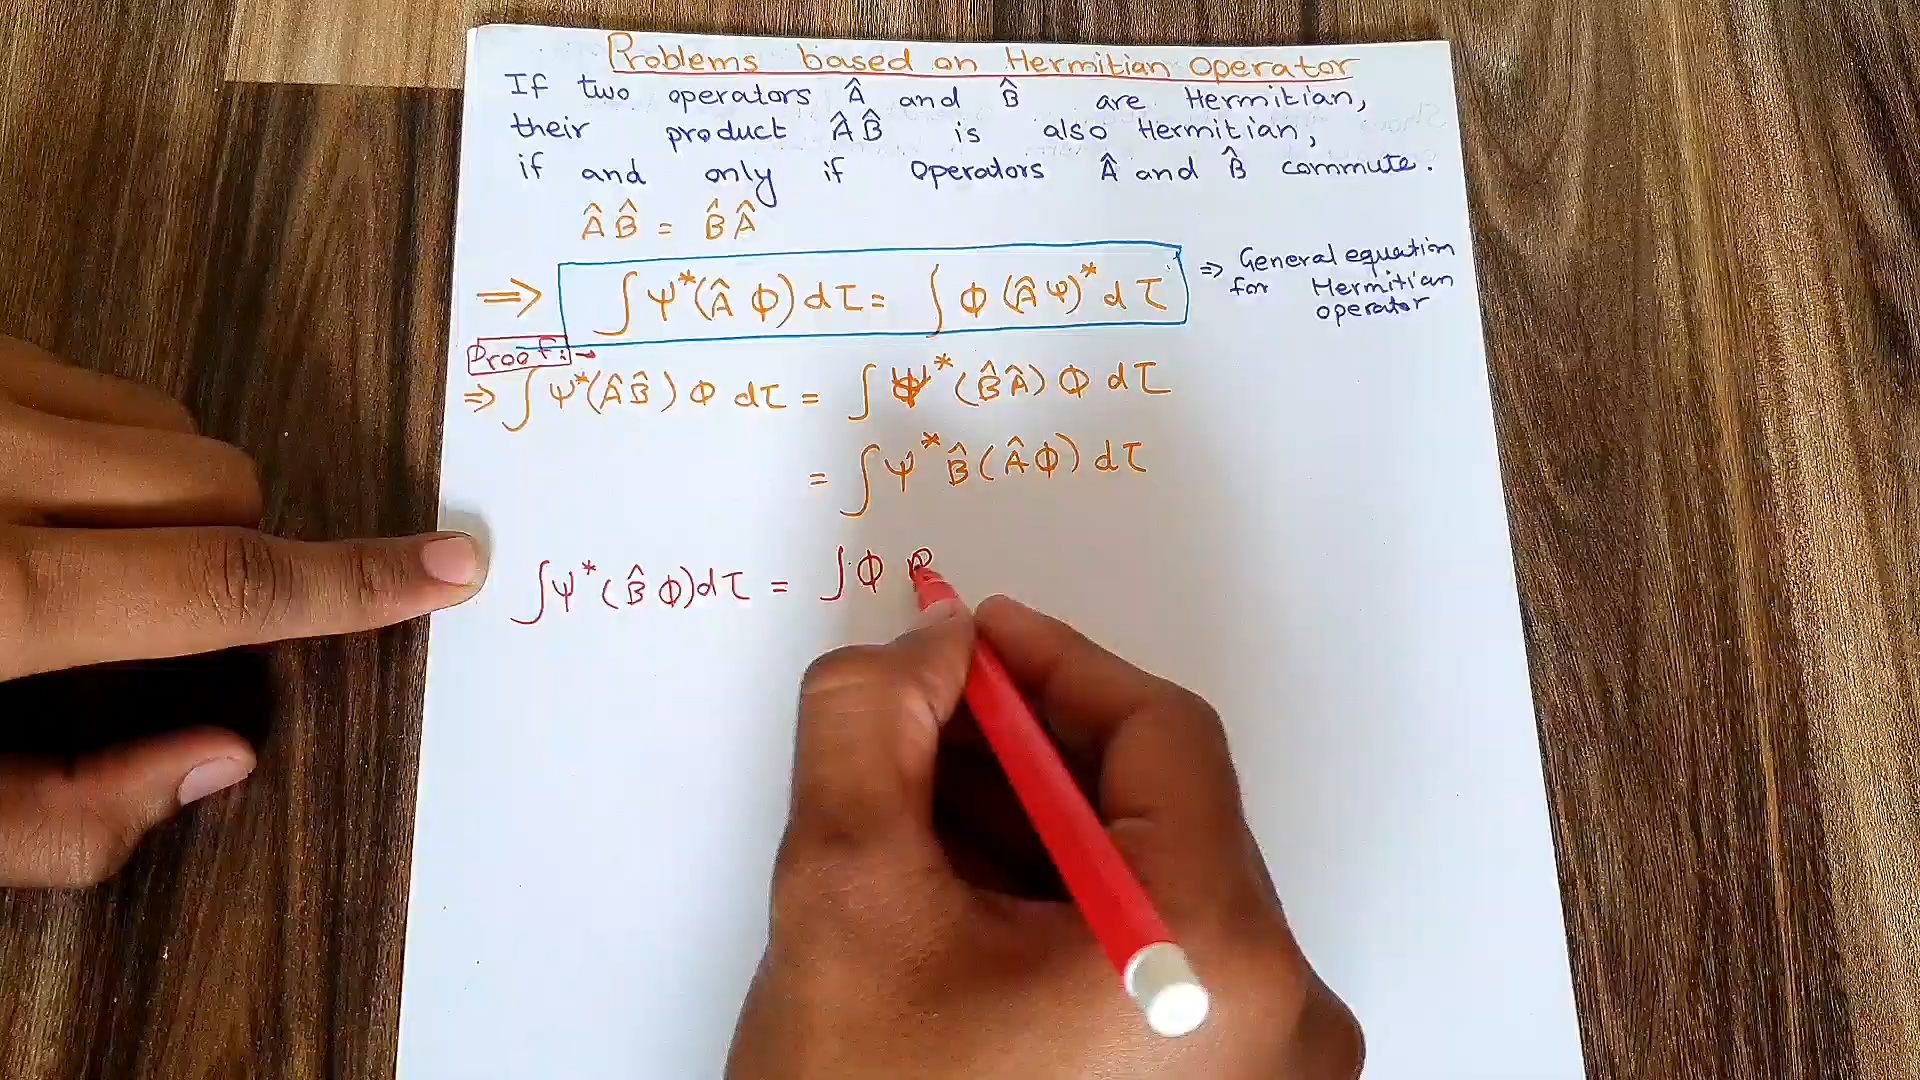 Problems based on Hermitian Operator
If two operators Â and B̂ are Hermitian,
their product ÂB̂ is also Hermitian,
if and only if Operators Â and B̂ commute.
ÂB̂ = B̂Â
⇒ ∫ψ*(Âϕ)dτ = ∫ϕ(Âψ)*dτ
⇒ General equation
for Hermitian
operator
Proof:→
⇒ ∫ψ*(ÂB̂)ϕ dτ = ∫ψ*(B̂Â)ϕ dτ
= ∫ψ*B̂(Âϕ)dτ
∫ψ*(B̂ϕ)dτ = ∫ϕ